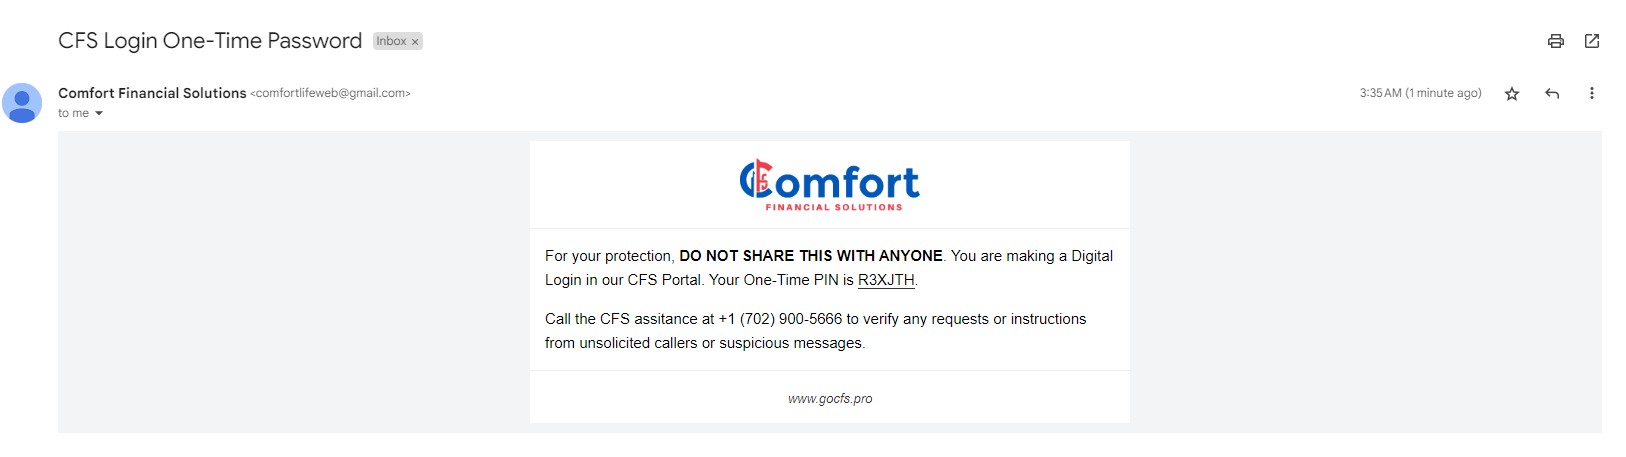 CFS Login One-Time Password Inbox ×
Comfort Financial Solutions <comfortlifeweb@gmail.com> 3:35 AM (1 minute ago)
to me
Comfort
FINANCIAL SOLUTIONS
For your protection, DO NOT SHARE THIS WITH ANYONE. You are making a Digital
Login in our CFS Portal. Your One-Time PIN is R3XJTH.
Call the CFS assitance at +1 (702) 900-5666 to verify any requests or instructions
from unsolicited callers or suspicious messages.
www.gocfs.pro